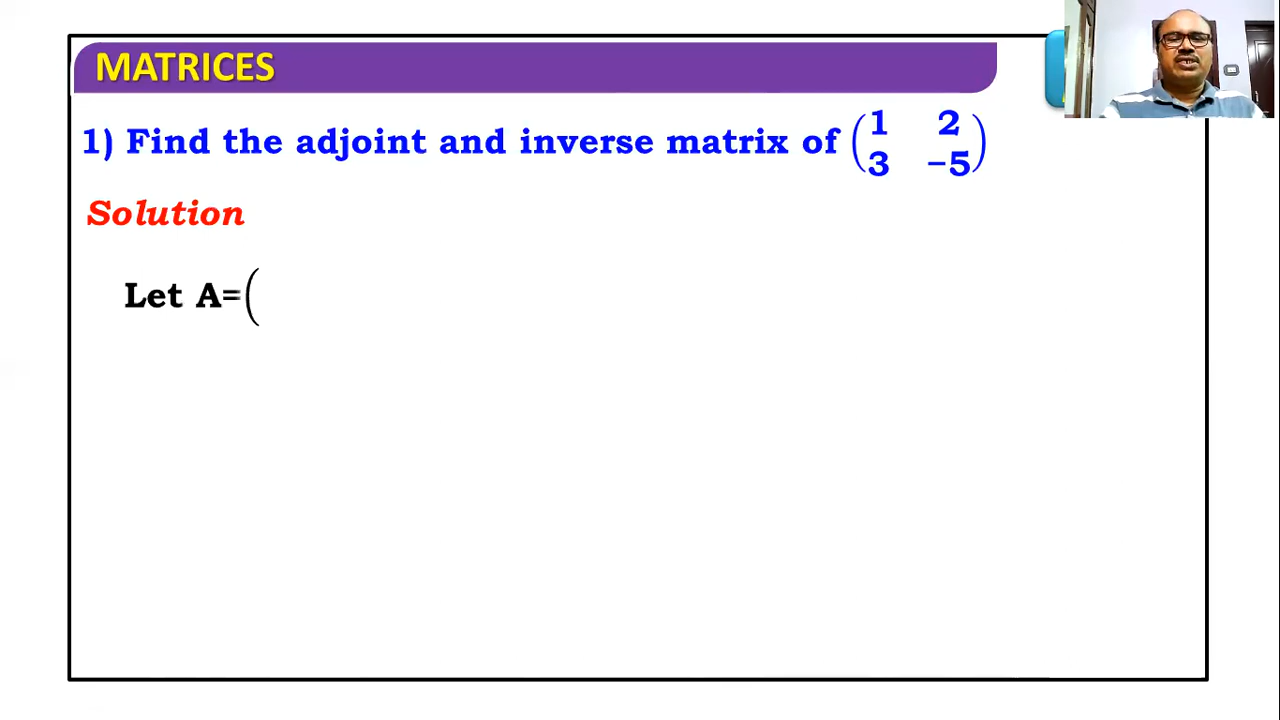 MATRICES
1) Find the adjoint and inverse matrix of (1 2
3 −5)
Solution
Let A=(